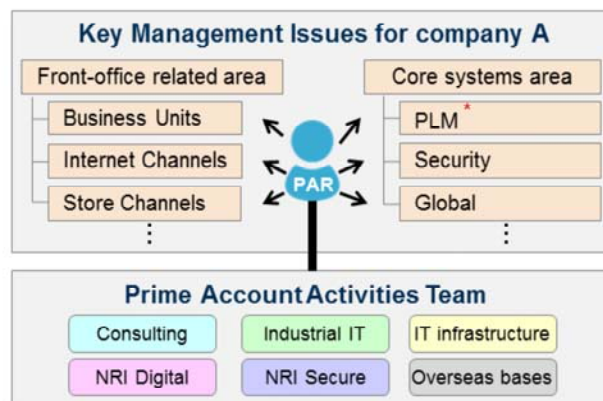 Key Management Issues for company A
Front-office related area
Business Units
Internet Channels
Store Channels
⋮
Core systems area
PLM *
Security
Global
⋮
PAR
Prime Account Activities Team
Consulting
Industrial IT
IT infrastructure
NRI Digital
NRI Secure
Overseas bases